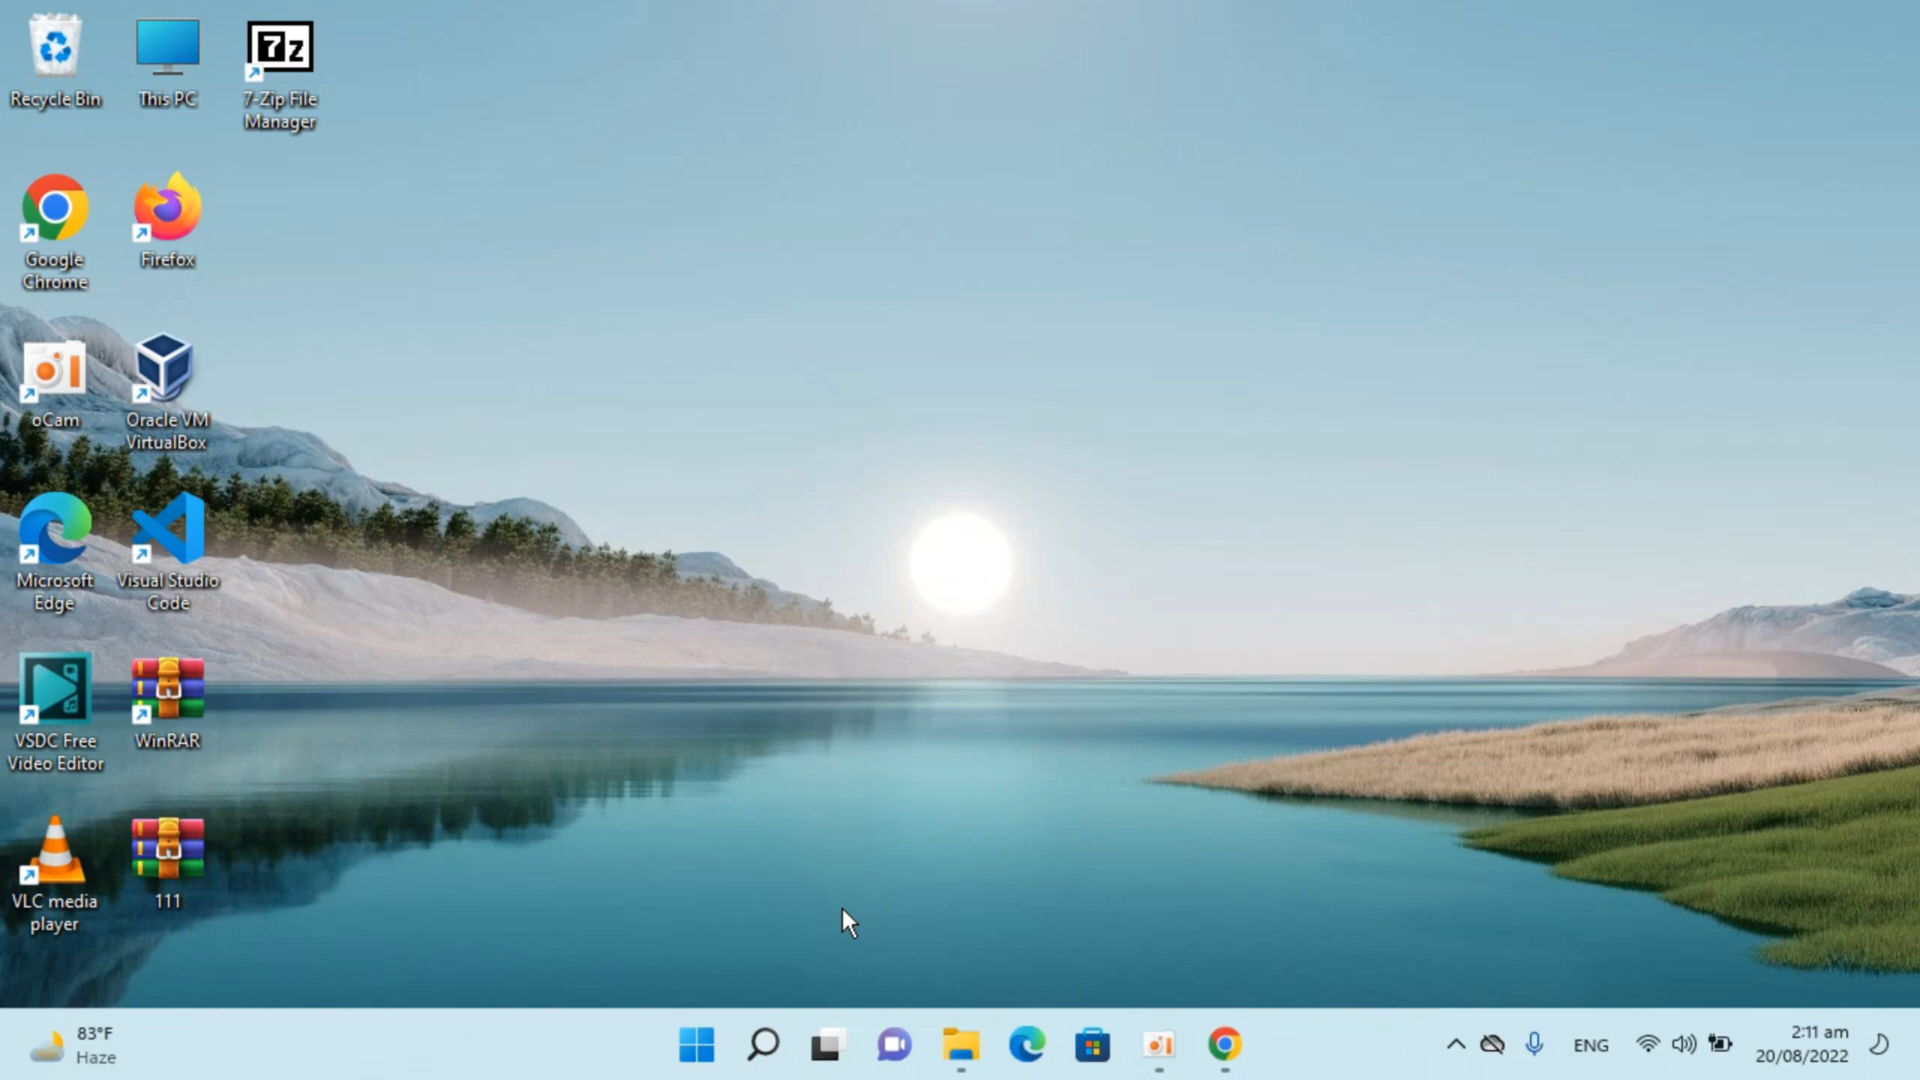 Recycle Bin
This PC
7z
7-Zip File
Manager
Google
Chrome
Firefox
oCam
Oracle VM
VirtualBox
Microsoft
Edge
Visual Studio
Code
VSDC Free
Video Editor
WinRAR
VLC media
player
111
83°F
Haze
ENG
2:11 am
20/08/2022